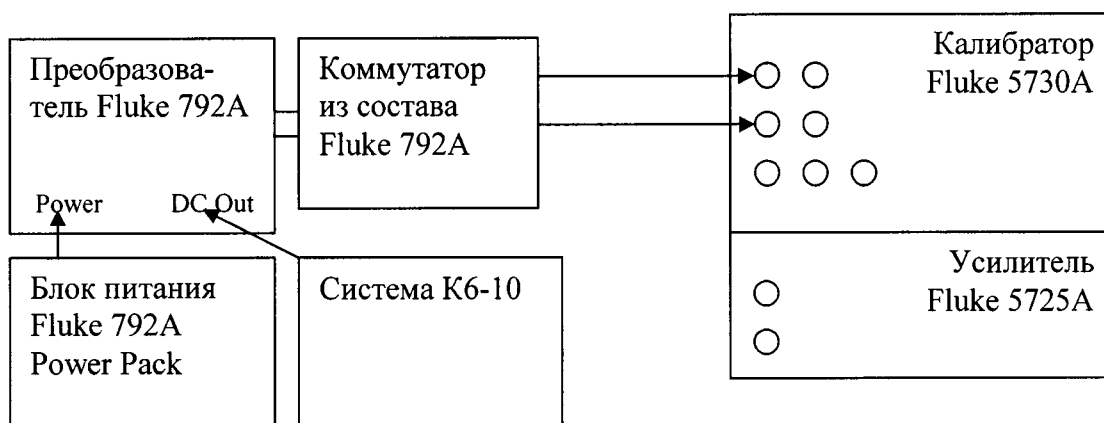 Преобразова-
тель Fluke 792A
Power
DC Out
Коммутатор
из состава
Fluke 792A
Калибратор
Fluke 5730A
Блок питания
Fluke 792A
Power Pack
Система К6-10
Усилитель
Fluke 5725A